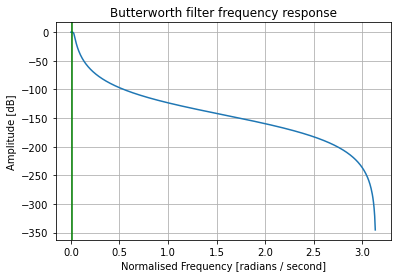 Butterworth filter frequency response
Amplitude [dB]
0
−50
−100
−150
−200
−250
−300
−350
0.0 0.5 1.0 1.5 2.0 2.5 3.0
Normalised Frequency [radians / second]